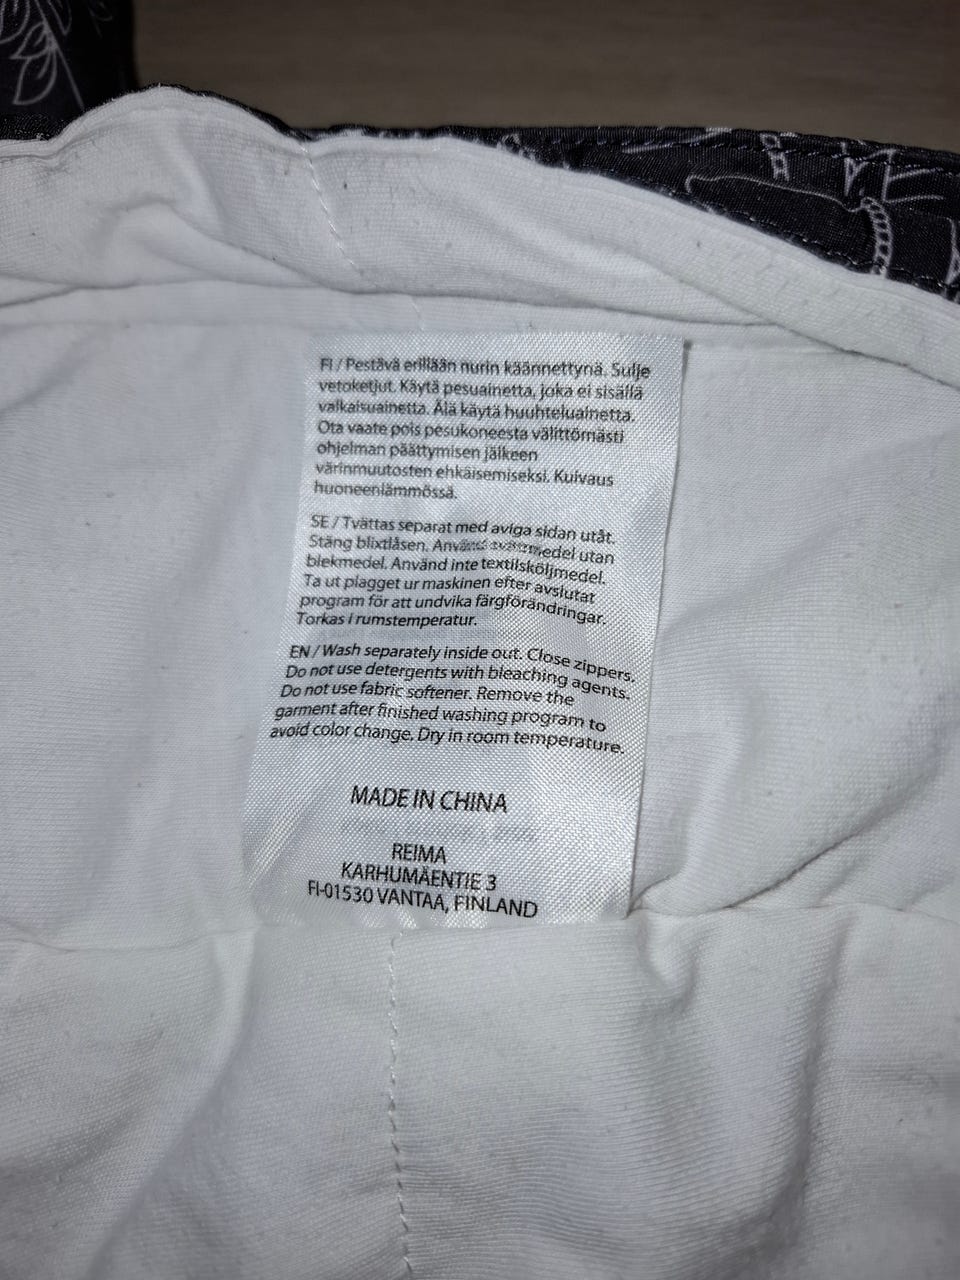 FI / Pestävä erillään nurin käännettynä. Sulje
vetoketjut. Käytä pesuainetta, joka ei sisällä
valkaisuainetta. Älä käytä huuhteluainetta.
Ota vaate pois pesukoneesta välittömästi
ohjelman päättymisen jälkeen
värinmuutosten ehkäisemiseksi. Kuivaus
huoneenlämmössä.
SE / Tvättas separat med aviga sidan utåt.
Stäng blixtlåsen. Använd tvättmedel utan
blekmedel. Använd inte textilsköljmedel.
Ta ut plagget ur maskinen efter avslutat
program för att undvika färgförändringar.
Torkas I rumstemperatur.
EN / Wash separately inside out. Close zippers.
Do not use detergents with bleaching agents.
Do not use fabric softener. Remove the
garment after finished washing program to
avoid color change. Dry in room temperature.
MADE IN CHINA
REIMA
KARHUMÄENTIE 3
FI-01530 VANTAA, FINLAND